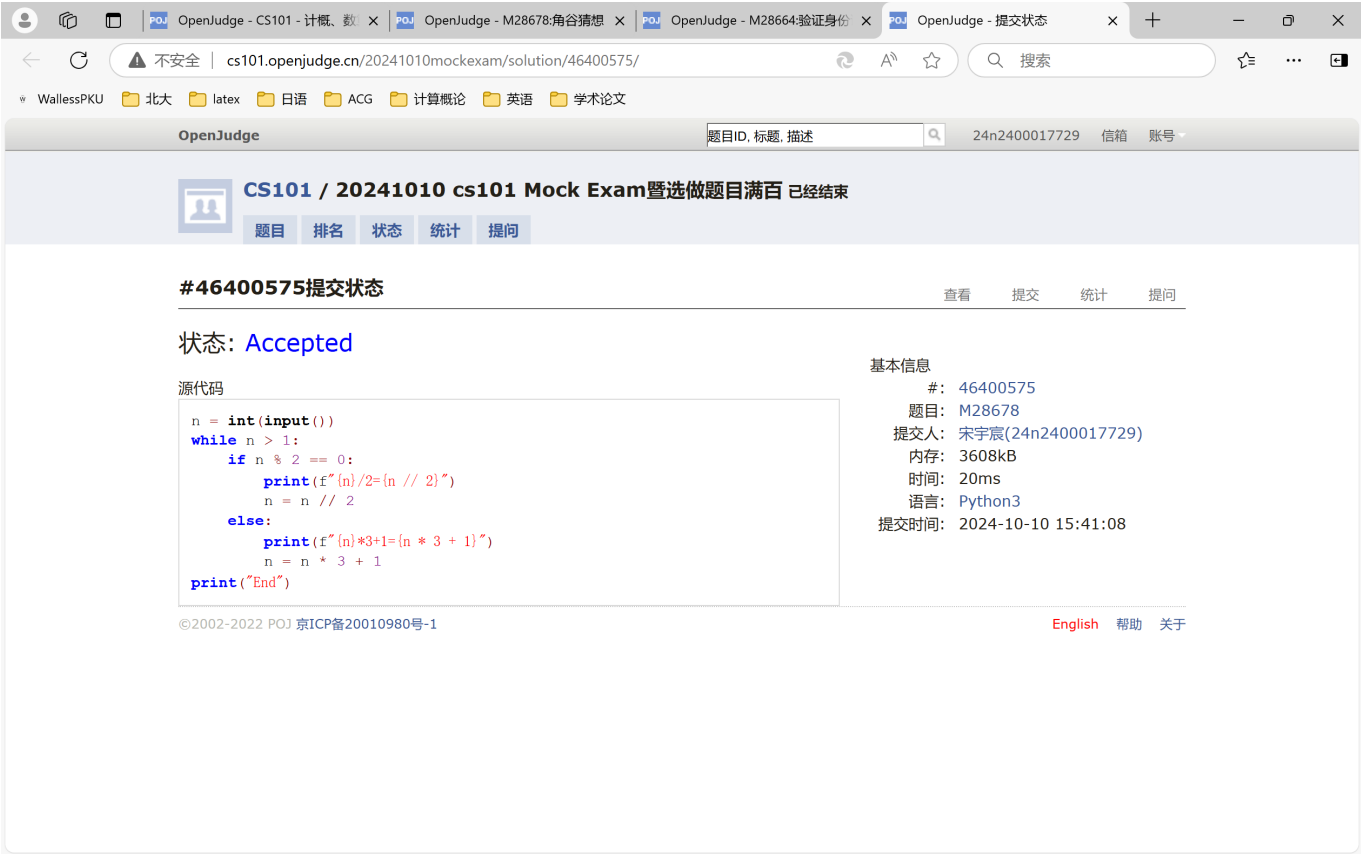 OpenJudge - CS101 - 计概、数
OpenJudge - M28678:角谷猜想
OpenJudge - M28664:验证身份
OpenJudge - 提交状态
不安全 cs101.openjudge.cn/20241010mockexam/solution/46400575/
搜索
WallessPKU 北大 latex 日语 ACG 计算概论 英语 学术论文
OpenJudge 题目ID, 标题, 描述 24n2400017729 信箱 账号
CS101 / 20241010 cs101 Mock Exam暨选做题目满百 已经结束
题目 排名 状态 统计 提问
#46400575提交状态 查看 提交 统计 提问
状态: Accepted
源代码
n = int(input())
while n > 1:
    if n % 2 == 0:
        print(f"{n}/2={n // 2}")
        n = n // 2
    else:
        print(f"{n}*3+1={n * 3 + 1}")
        n = n * 3 + 1
print("End")
基本信息
#: 46400575
题目: M28678
提交人: 宋宇宸(24n2400017729)
内存: 3608kB
时间: 20ms
语言: Python3
提交时间: 2024-10-10 15:41:08
©2002-2022 POJ 京ICP备20010980号-1 English 帮助 关于